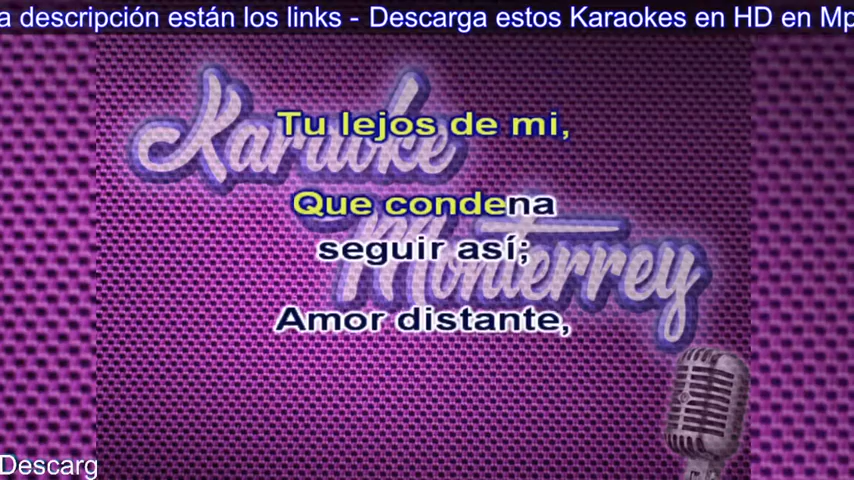 a descripción están los links - Descarga estos Karaokes en HD en Mp
Karaoke
Tu lejos de mi,
Que condena
seguir así;
Monterrey
Amor distante,
Descarg